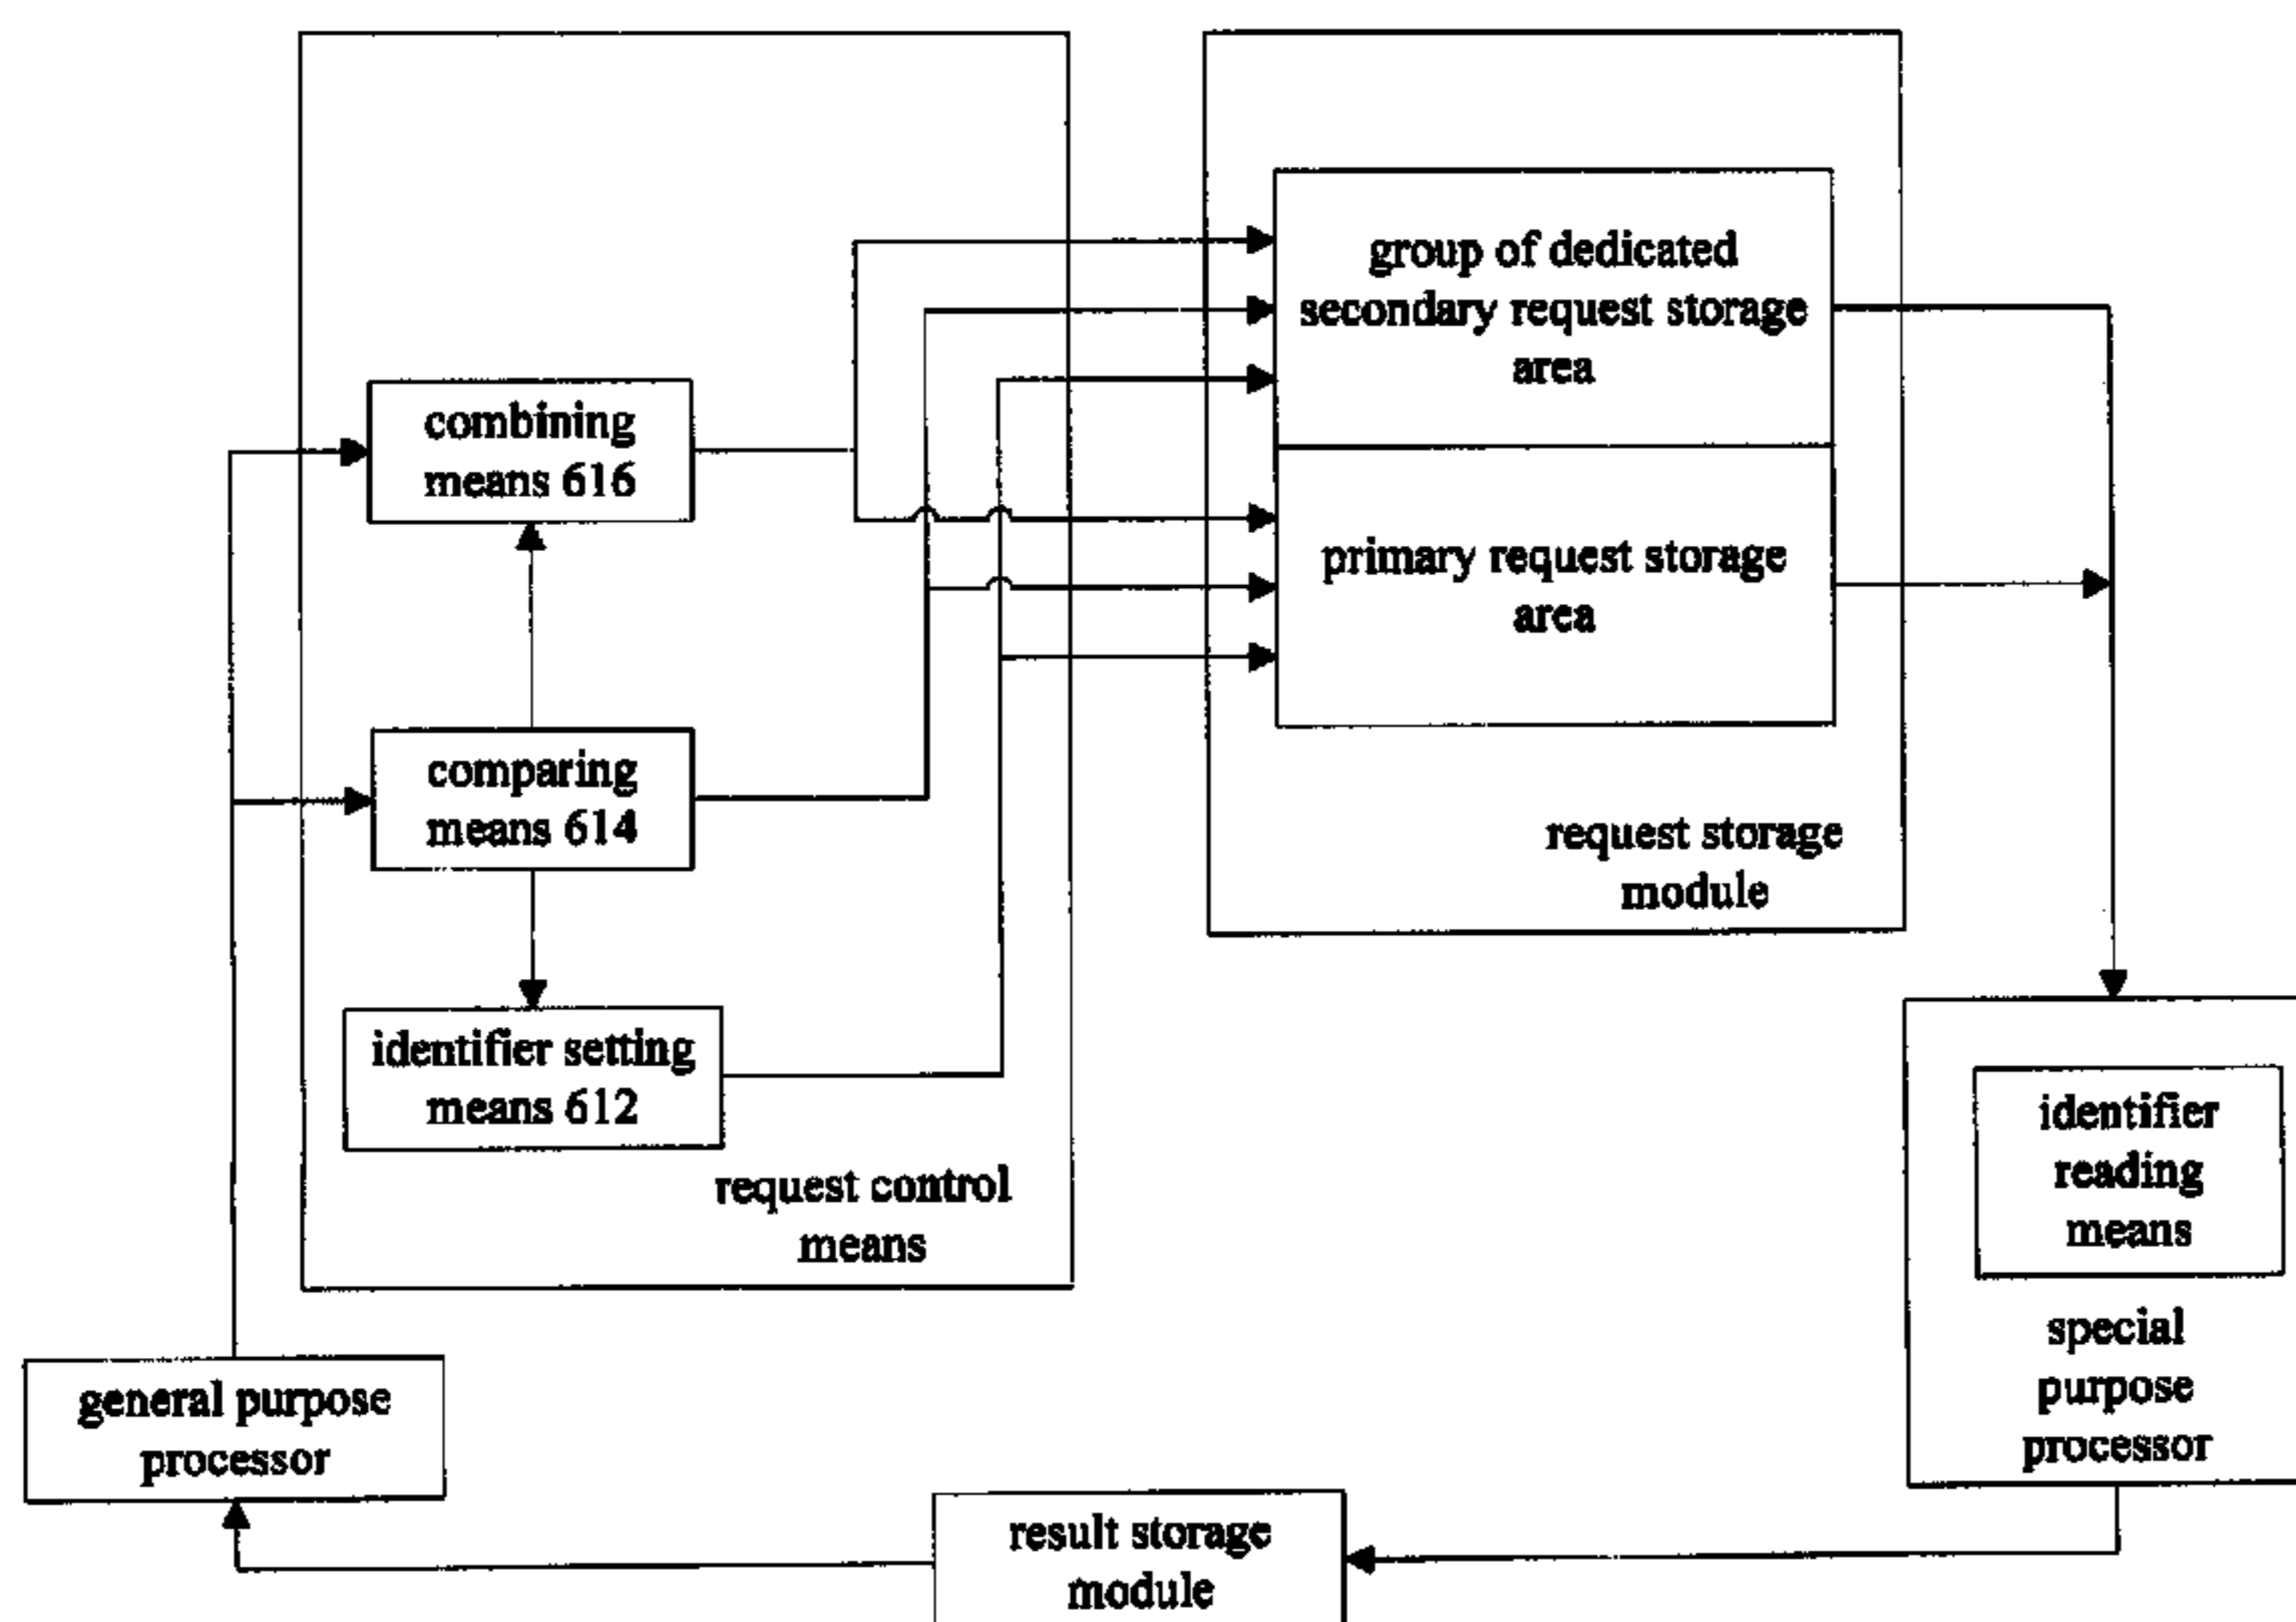 group of dedicated
secondary request storage
area
combining
means 616
primary request storage
area
comparing
means 614
request storage
module
identifier setting
means 612
identifier
reading
means
request control
means
special
purpose
processor
general purpose
processor
result storage
module